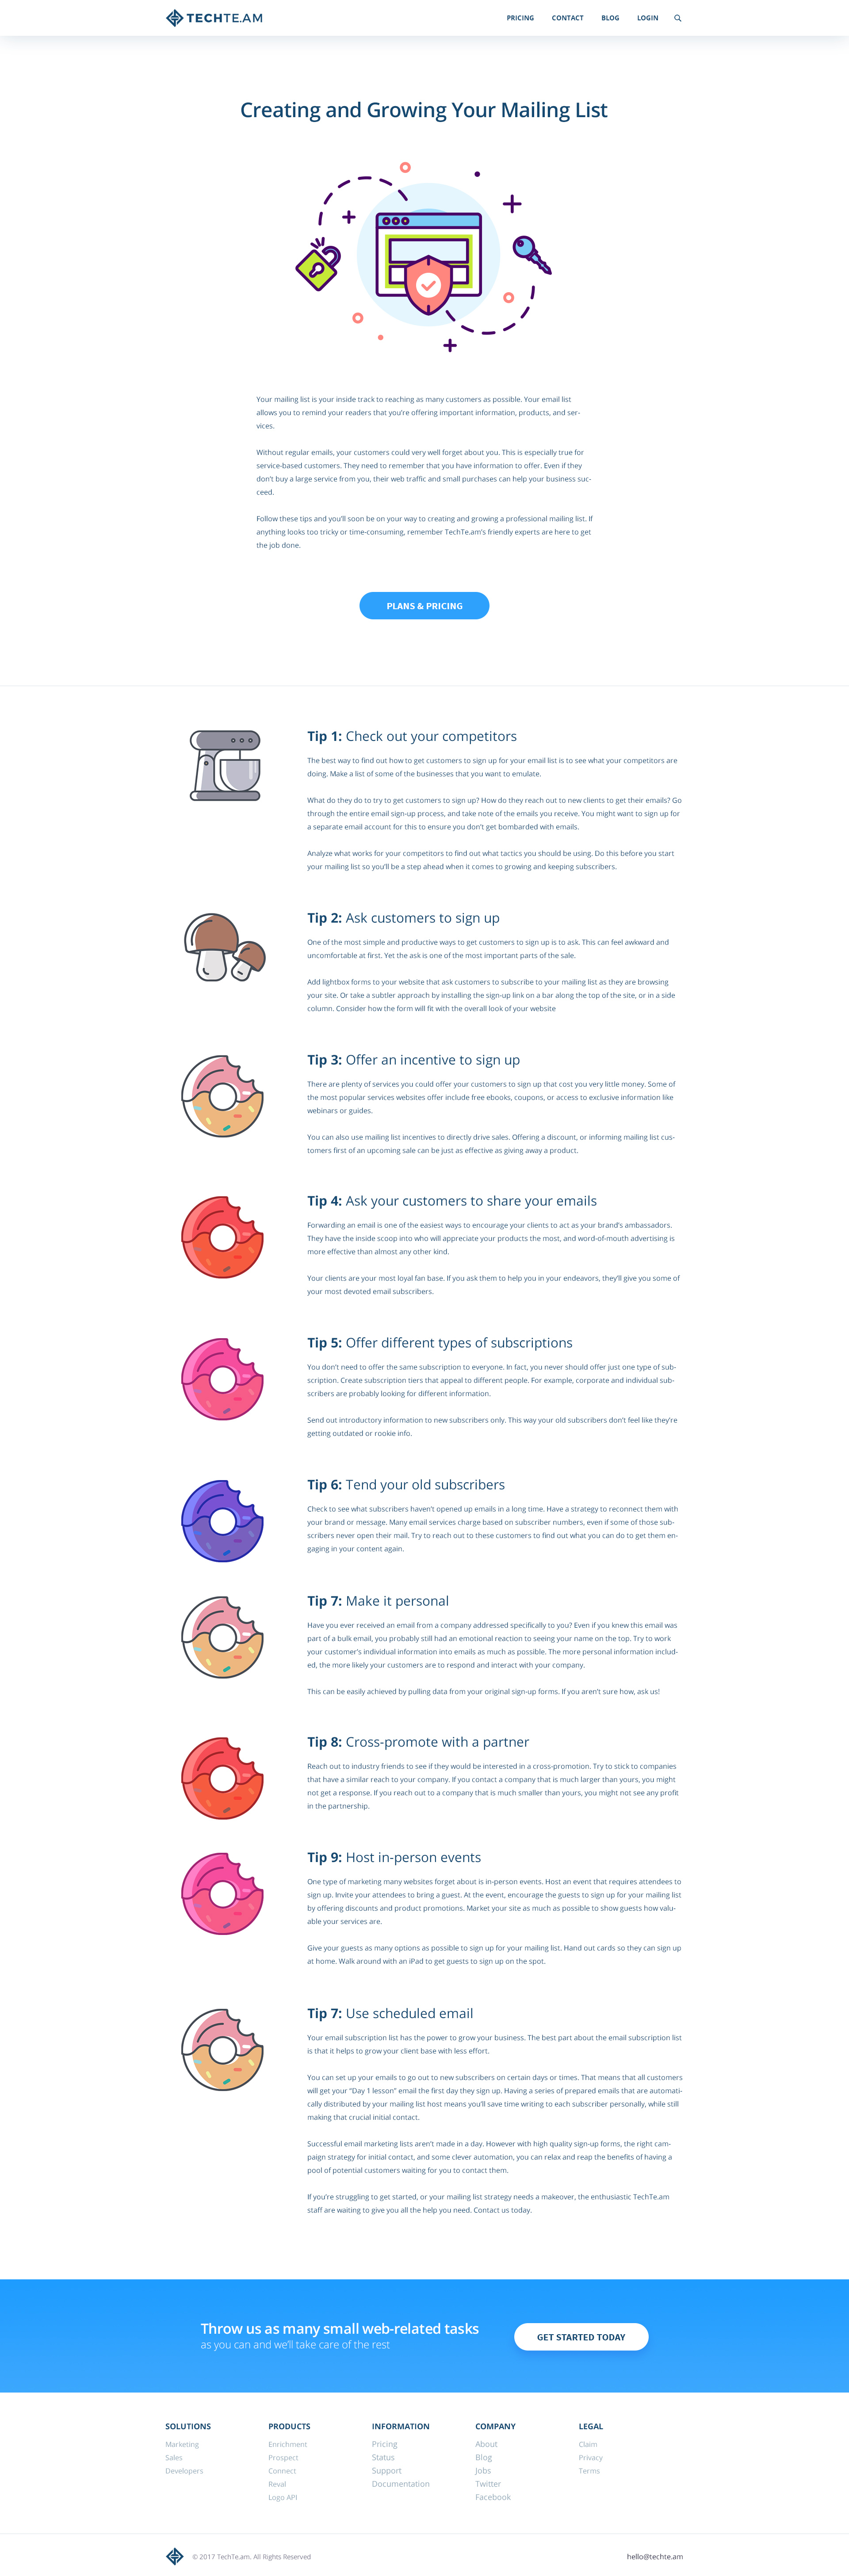 TECHTE.AM
PRICING CONTACT BLOG LOGIN
Creating and Growing Your Mailing List
Your mailing list is your inside track to reaching as many customers as possible. Your email list
allows you to remind your readers that you're offering important information, products, and ser-
vices.
Without regular emails, your customers could very well forget about you. This is especially true for
service-based customers. They need to remember that you have information to offer. Even if they
don't buy a large service from you, their web traffic and small purchases can help your business suc-
ceed.
Follow these tips and you'll soon be on your way to creating and growing a professional mailing list. If
anything looks too tricky or time-consuming, remember TechTe.am's friendly experts are here to get
the job done.
PLANS & PRICING
Tip 1: Check out your competitors
The best way to find out how to get customers to sign up for your email list is to see what your competitors are
doing. Make a list of some of the businesses that you want to emulate.
What do they do to try to get customers to sign up? How do they reach out to new clients to get their emails? Go
through the entire email sign-up process, and take note of the emails you receive. You might want to sign up for
a separate email account for this to ensure you don't get bombarded with emails.
Analyze what works for your competitors to find out what tactics you should be using. Do this before you start
your mailing list so you'll be a step ahead when it comes to growing and keeping subscribers.
Tip 2: Ask customers to sign up
One of the most simple and productive ways to get customers to sign up is to ask. This can feel awkward and
uncomfortable at first. Yet the ask is one of the most important parts of the sale.
Add lightbox forms to your website that ask customers to subscribe to your mailing list as they are browsing
your site. Or take a subtler approach by installing the sign-up link on a bar along the top of the site, or in a side
column. Consider how the form will fit with the overall look of your website
Tip 3: Offer an incentive to sign up
There are plenty of services you could offer your customers to sign up that cost you very little money. Some of
the most popular services websites offer include free ebooks, coupons, or access to exclusive information like
webinars or guides.
You can also use mailing list incentives to directly drive sales. Offering a discount, or informing mailing list cus-
tomers first of an upcoming sale can be just as effective as giving away a product.
Tip 4: Ask your customers to share your emails
Forwarding an email is one of the easiest ways to encourage your clients to act as your brand's ambassadors.
They have the inside scoop into who will appreciate your products the most, and word-of-mouth advertising is
more effective than almost any other kind.
Your clients are your most loyal fan base. If you ask them to help you in your endeavors, they'll give you some of
your most devoted email subscribers.
Tip 5: Offer different types of subscriptions
You don't need to offer the same subscription to everyone. In fact, you never should offer just one type of sub-
scription. Create subscription tiers that appeal to different people. For example, corporate and individual sub-
scribers are probably looking for different information.
Send out introductory information to new subscribers only. This way your old subscribers don't feel like they're
getting outdated or rookie info.
Tip 6: Tend your old subscribers
Check to see what subscribers haven't opened up emails in a long time. Have a strategy to reconnect them with
your brand or message. Many email services charge based on subscriber numbers, even if some of those sub-
scribers never open their mail. Try to reach out to these customers to find out what you can do to get them en-
gaging in your content again.
Tip 7: Make it personal
Have you ever received an email from a company addressed specifically to you? Even if you knew this email was
part of a bulk email, you probably still had an emotional reaction to seeing your name on the top. Try to work
your customer's individual information into emails as much as possible. The more personal information includ-
ed, the more likely your customers are to respond and interact with your company.
This can be easily achieved by pulling data from your original sign-up forms. If you aren't sure how, ask us!
Tip 8: Cross-promote with a partner
Reach out to industry friends to see if they would be interested in a cross-promotion. Try to stick to companies
that have a similar reach to your company. If you contact a company that is much larger than yours, you might
not get a response. If you reach out to a company that is much smaller than yours, you might not see any profit
in the partnership.
Tip 9: Host in-person events
One type of marketing many websites forget about is in-person events. Host an event that requires attendees to
sign up. Invite your attendees to bring a guest. At the event, encourage the guests to sign up for your mailing list
by offering discounts and product promotions. Market your site as much as possible to show guests how valu-
able your services are.
Give your guests as many options as possible to sign up for your mailing list. Hand out cards so they can sign up
at home. Walk around with an iPad to get guests to sign up on the spot.
Tip 7: Use scheduled email
Your email subscription list has the power to grow your business. The best part about the email subscription list
is that it helps to grow your client base with less effort.
You can set up your emails to go out to new subscribers on certain days or times. That means that all customers
will get your "Day 1 lesson" email the first day they sign up. Having a series of prepared emails that are automati-
cally distributed by your mailing list host means you'll save time writing to each subscriber personally, while still
making that crucial initial contact.
Successful email marketing lists aren't made in a day. However with high quality sign-up forms, the right cam-
paign strategy for initial contact, and some clever automation, you can relax and reap the benefits of having a
pool of potential customers waiting for you to contact them.
If you're struggling to get started, or your mailing list strategy needs a makeover, the enthusiastic TechTe.am
staff are waiting to give you all the help you need. Contact us today.
Throw us as many small web-related tasks
as you can and we'll take care of the rest
GET STARTED TODAY
SOLUTIONS
Marketing
Sales
Developers
PRODUCTS
Enrichment
Prospect
Connect
Reval
Logo API
INFORMATION
Pricing
Status
Support
Documentation
COMPANY
About
Blog
Jobs
Twitter
Facebook
LEGAL
Claim
Privacy
Terms
© 2017 TechTe.am. All Rights Reserved
hello@techte.am